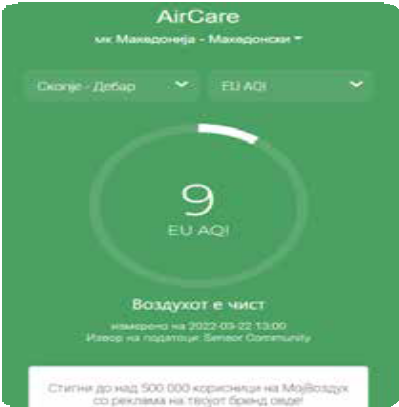 AirCare
мк Македонија - Македонски
Скопје - Дебар
EU AQI
9
EU AQI
Воздухот е чист
измерено на 2022-03-22 13:00
Извор на податоци: Sensor Community
Стигни до над 500 000 корисници на МојВоздух
со реклама на твојот бренд овде!